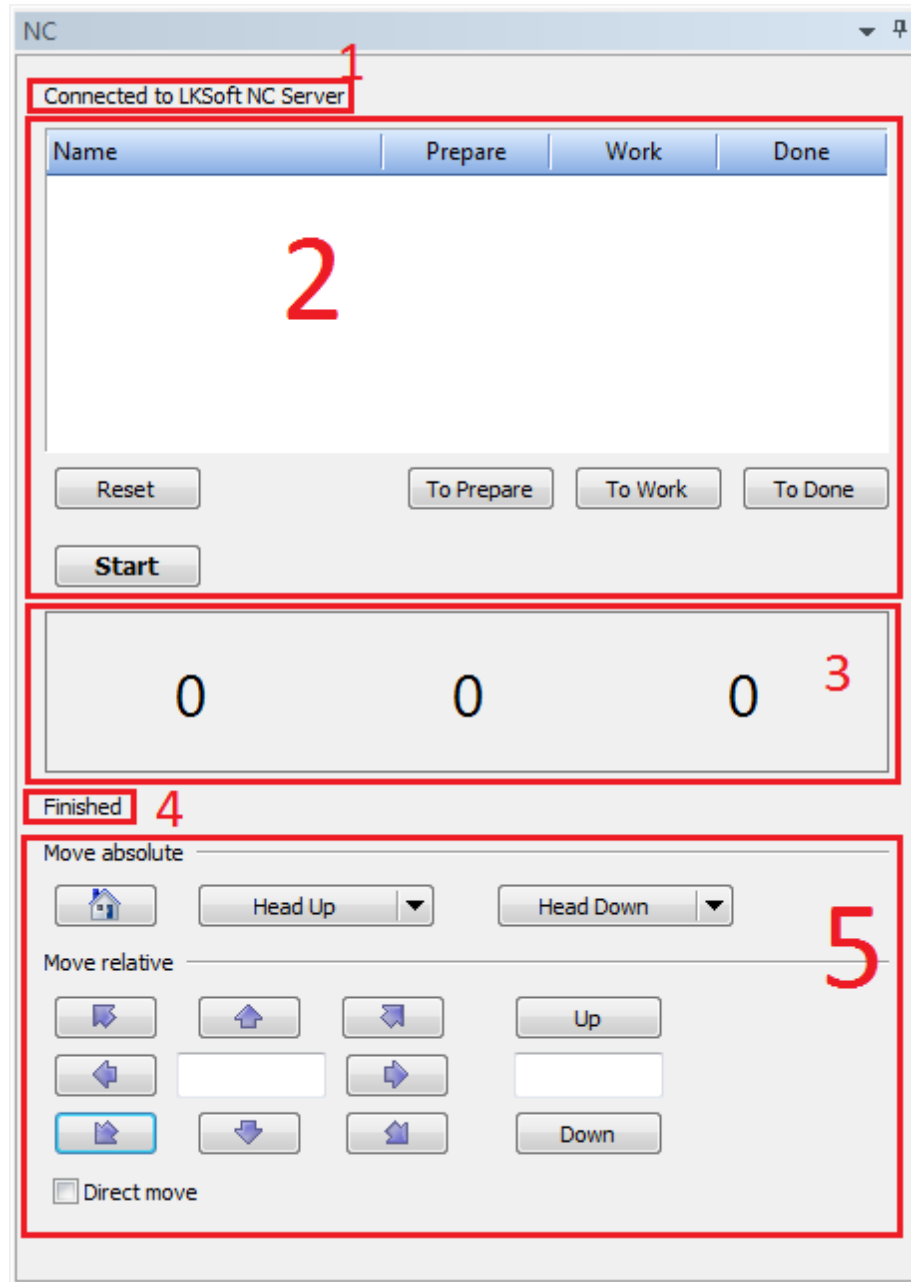 NC
1
Connected to LKSoft NC Server
Name Prepare Work Done
2
Reset To Prepare To Work To Done
Start
0 0 0 3
Finished 4
Move absolute
Head Up Head Down
5
Move relative
Up
Down
Direct move